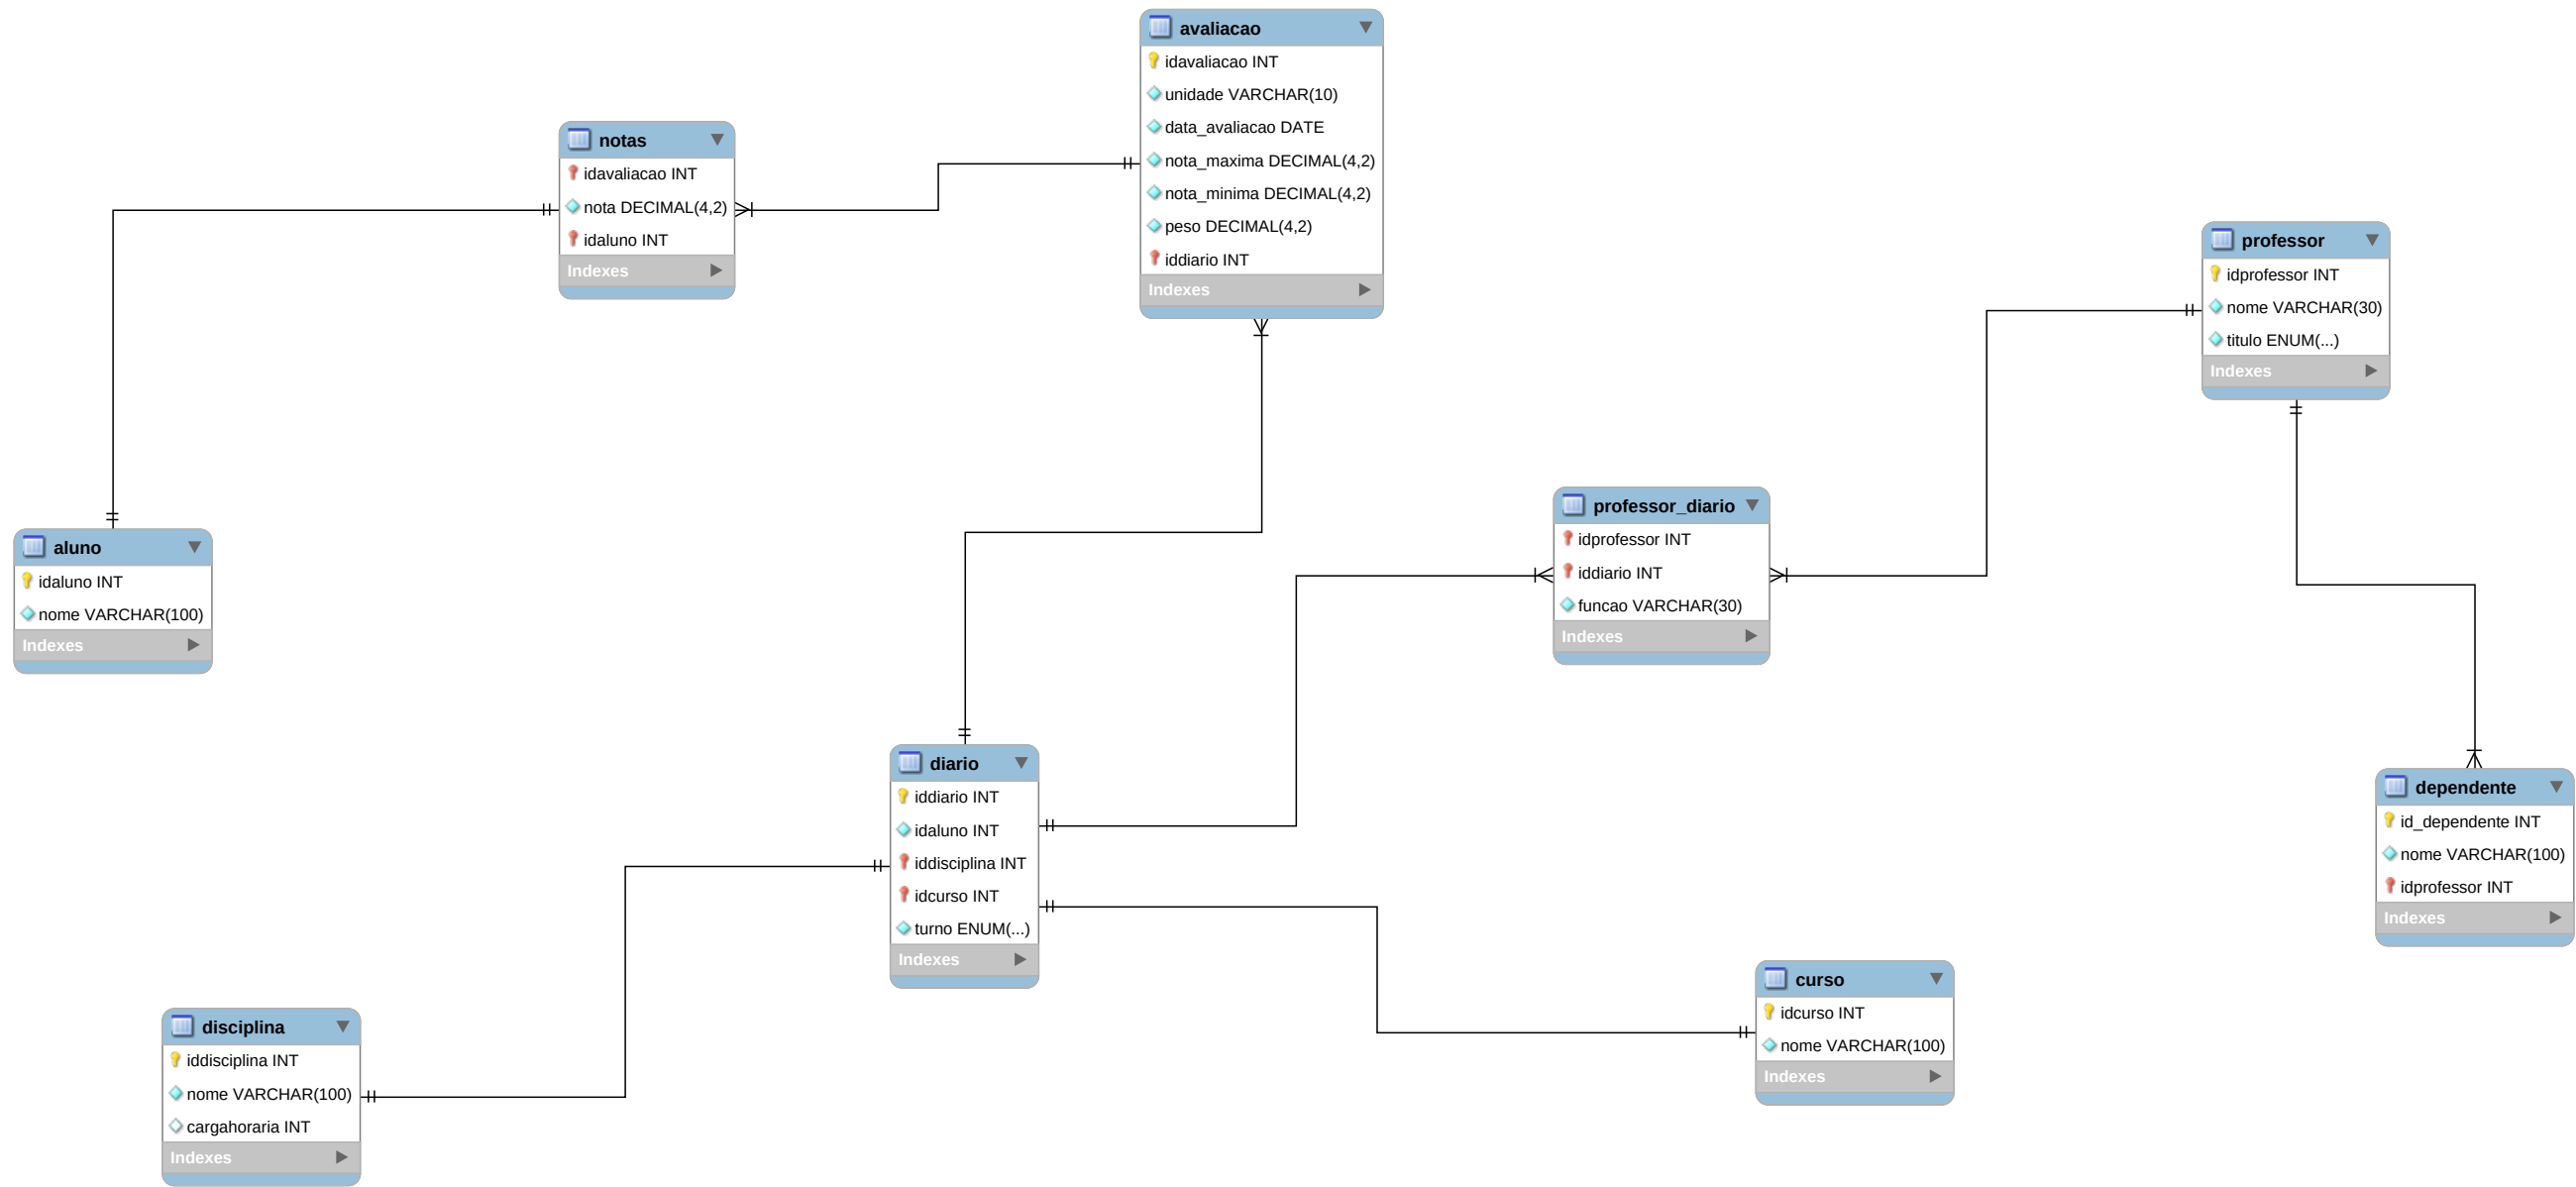 avaliacao
idavaliacao INT
unidade VARCHAR(10)
data_avaliacao DATE
nota_maxima DECIMAL(4,2)
nota_minima DECIMAL(4,2)
peso DECIMAL(4,2)
iddiario INT
Indexes
notas
idavaliacao INT
nota DECIMAL(4,2)
idaluno INT
Indexes
professor
idprofessor INT
nome VARCHAR(30)
titulo ENUM(...)
Indexes
professor_diario
idprofessor INT
iddiario INT
funcao VARCHAR(30)
Indexes
aluno
idaluno INT
nome VARCHAR(100)
Indexes
diario
iddiario INT
idaluno INT
iddisciplina INT
idcurso INT
turno ENUM(...)
Indexes
dependente
id_dependente INT
nome VARCHAR(100)
idprofessor INT
Indexes
curso
idcurso INT
nome VARCHAR(100)
Indexes
disciplina
iddisciplina INT
nome VARCHAR(100)
cargahoraria INT
Indexes